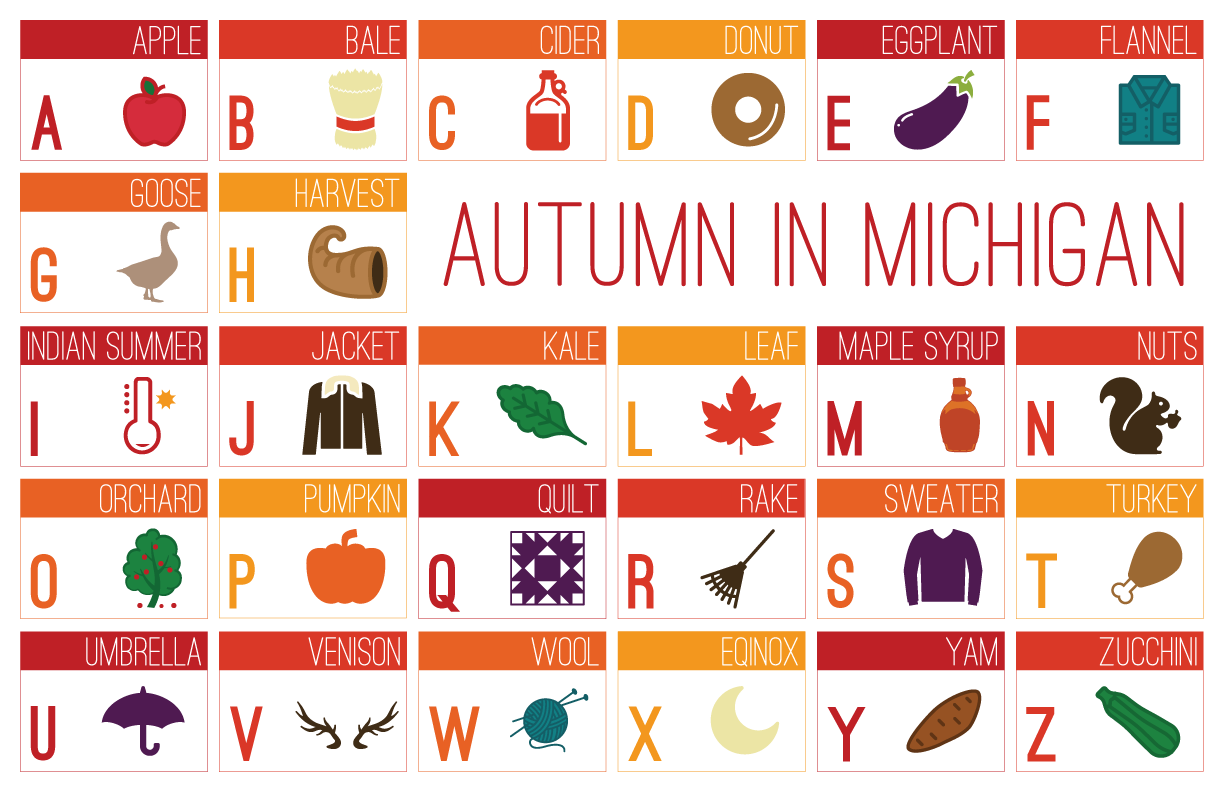 APPLE
A
BALE
B
CIDER
C
DONUT
D
EGGPLANT
E
FLANNEL
F
GOOSE
G
HARVEST
H
AUTUMN IN MICHIGAN
INDIAN SUMMER
I
JACKET
J
KALE
K
LEAF
L
MAPLE SYRUP
M
NUTS
N
ORCHARD
O
PUMPKIN
P
QUILT
Q
RAKE
R
SWEATER
S
TURKEY
T
UMBRELLA
U
VENISON
V
WOOL
W
EQINOX
X
YAM
Y
ZUCCHINI
Z